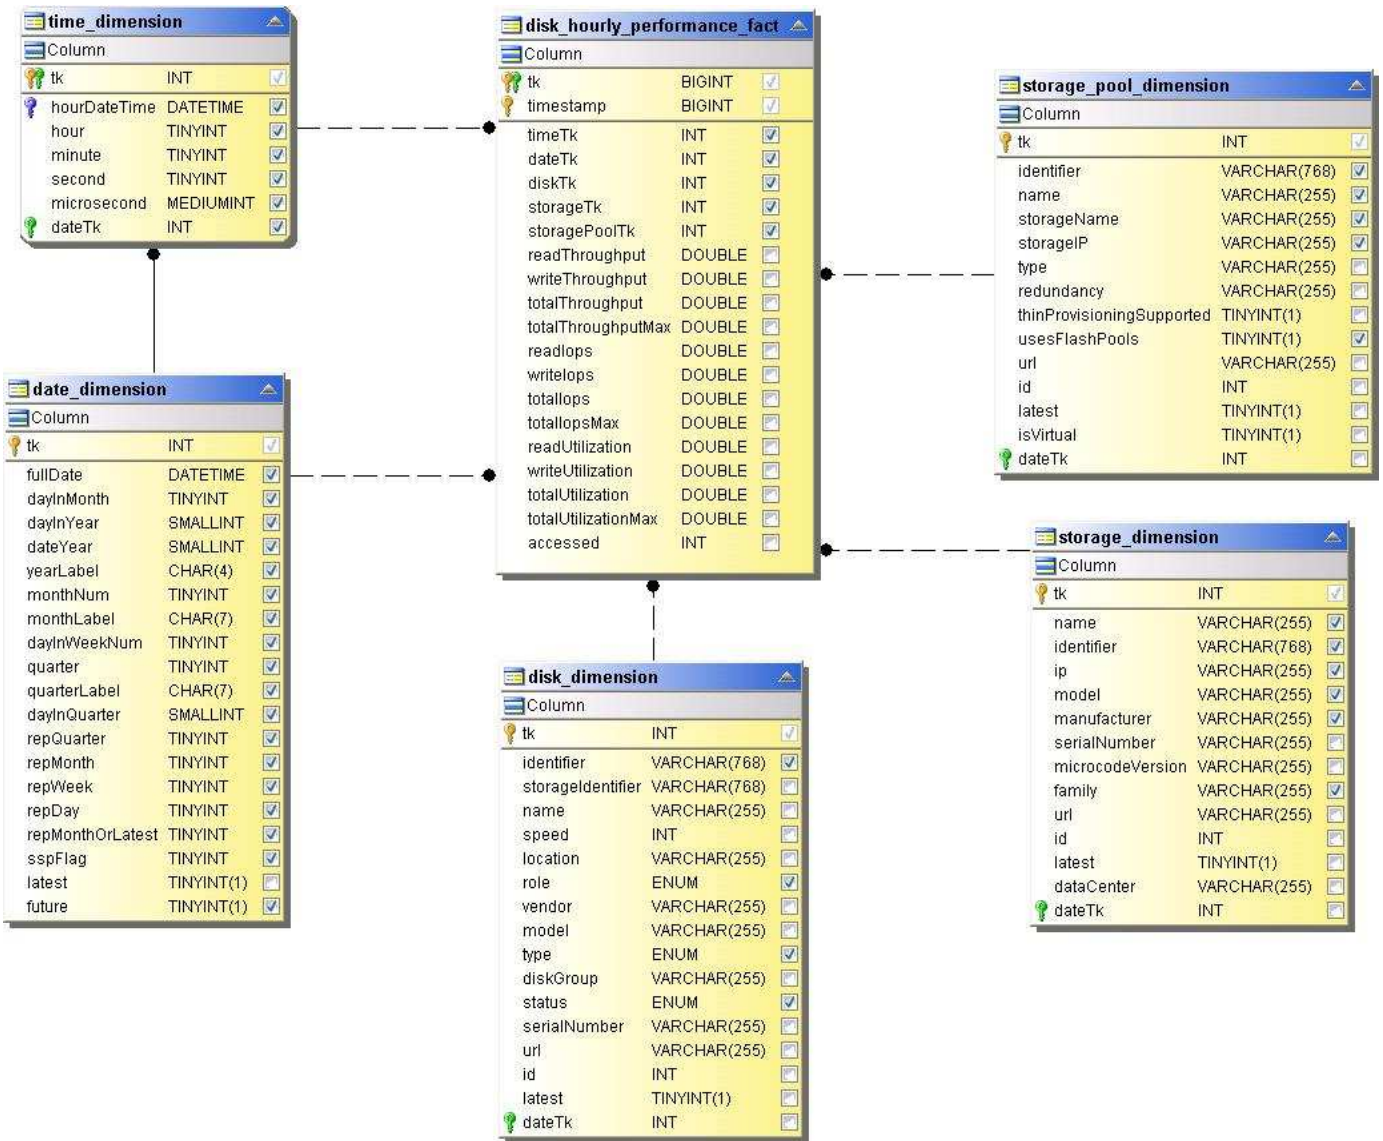 time_dimension
Column
tk INT
hourDateTime DATETIME
hour TINYINT
minute TINYINT
second TINYINT
microsecond MEDIUMINT
dateTk INT
date_dimension
Column
tk INT
fullDate DATETIME
dayInMonth TINYINT
dayInYear SMALLINT
dateYear SMALLINT
yearLabel CHAR(4)
monthNum TINYINT
monthLabel CHAR(7)
dayInWeekNum TINYINT
quarter TINYINT
quarterLabel CHAR(7)
dayInQuarter SMALLINT
repQuarter TINYINT
repMonth TINYINT
repWeek TINYINT
repDay TINYINT
repMonthOrLatest TINYINT
sspFlag TINYINT
latest TINYINT(1)
future TINYINT(1)
disk_hourly_performance_fact
Column
tk BIGINT
timestamp BIGINT
timeTk INT
dateTk INT
diskTk INT
storageTk INT
storagePoolTk INT
readThroughput DOUBLE
writeThroughput DOUBLE
totalThroughput DOUBLE
totalThroughputMax DOUBLE
readIops DOUBLE
writeIops DOUBLE
totalIops DOUBLE
totalIopsMax DOUBLE
readUtilization DOUBLE
writeUtilization DOUBLE
totalUtilization DOUBLE
totalUtilizationMax DOUBLE
accessed INT
disk_dimension
Column
tk INT
identifier VARCHAR(768)
storageIdentifier VARCHAR(768)
name VARCHAR(255)
speed INT
location VARCHAR(255)
role ENUM
vendor VARCHAR(255)
model VARCHAR(255)
type ENUM
diskGroup VARCHAR(255)
status ENUM
serialNumber VARCHAR(255)
url VARCHAR(255)
id INT
latest TINYINT(1)
dateTk INT
storage_pool_dimension
Column
tk INT
identifier VARCHAR(768)
name VARCHAR(255)
storageName VARCHAR(255)
storageIP VARCHAR(255)
type VARCHAR(255)
redundancy VARCHAR(255)
thinProvisioningSupported TINYINT(1)
usesFlashPools TINYINT(1)
url VARCHAR(255)
id INT
latest TINYINT(1)
isVirtual TINYINT(1)
dateTk INT
storage_dimension
Column
tk INT
name VARCHAR(255)
identifier VARCHAR(768)
ip VARCHAR(255)
model VARCHAR(255)
manufacturer VARCHAR(255)
serialNumber VARCHAR(255)
microcodeVersion VARCHAR(255)
family VARCHAR(255)
url VARCHAR(255)
id INT
latest TINYINT(1)
dataCenter VARCHAR(255)
dateTk INT